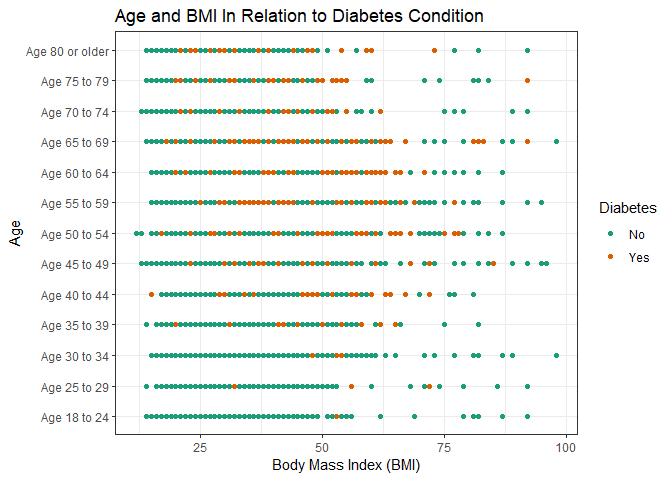 Age and BMI In Relation to Diabetes Condition
Age 80 or older
Age 75 to 79
Age 70 to 74
Age 65 to 69
Age 60 to 64
Age 55 to 59
Age 50 to 54
Age 45 to 49
Age 40 to 44
Age 35 to 39
Age 30 to 34
Age 25 to 29
Age 18 to 24
Age
25 50 75 100
Body Mass Index (BMI)
Diabetes
No
Yes